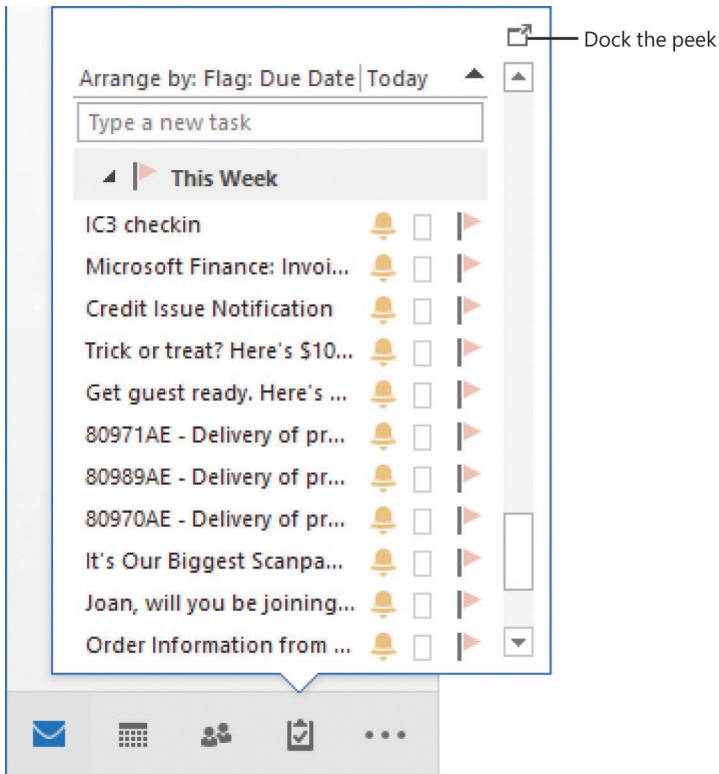 Dock the peek
Arrange by: Flag: Due Date Today
Type a new task
This Week
IC3 checkin
Microsoft Finance: Invoi...
Credit Issue Notification
Trick or treat? Here's $10...
Get guest ready. Here's ...
80971AE - Delivery of pr...
80989AE - Delivery of pr...
80970AE - Delivery of pr...
It's Our Biggest Scanpa...
Joan, will you be joining...
Order Information from ...